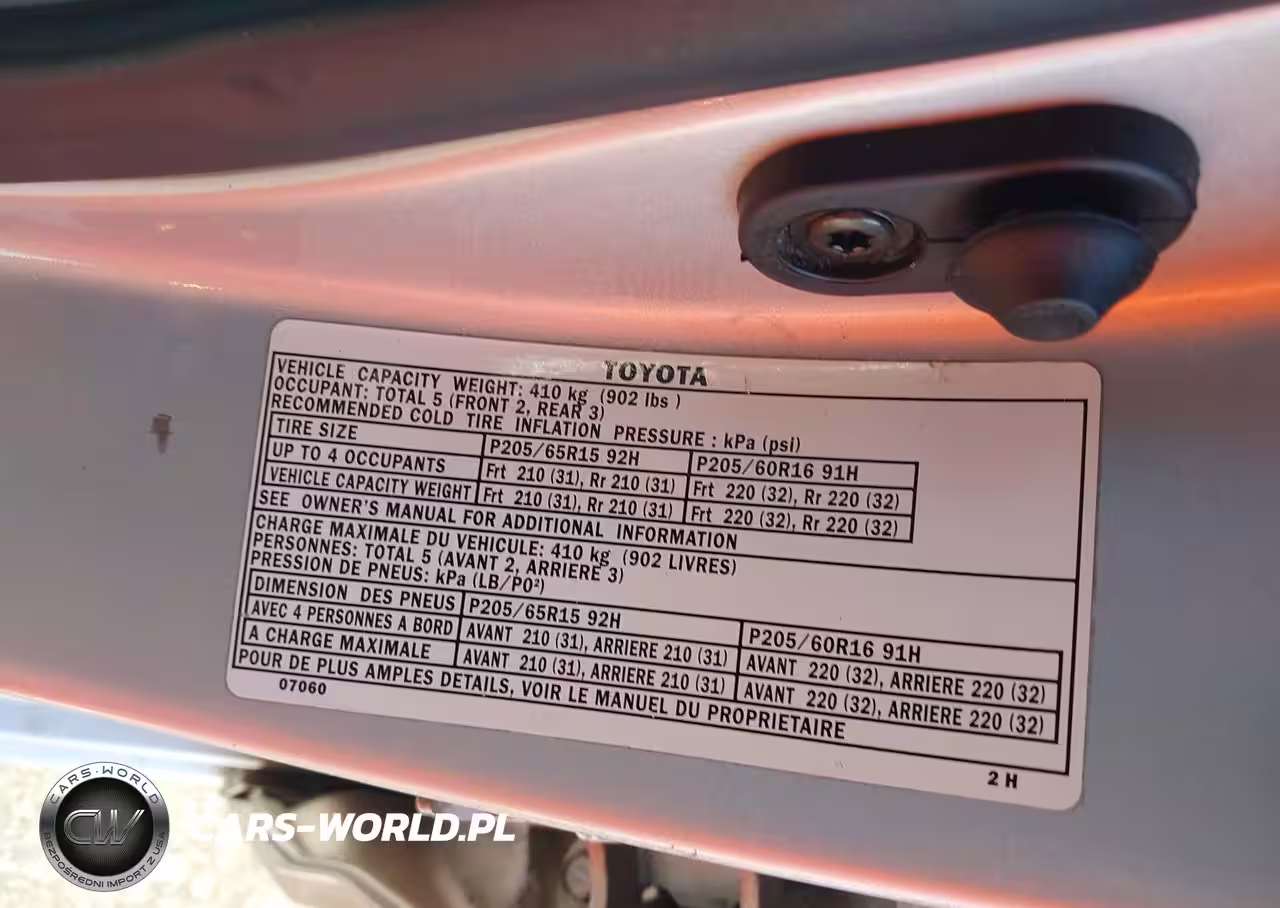 TOYOTA
VEHICLE CAPACITY WEIGHT: 410 kg (902 lbs )
OCCUPANT: TOTAL 5 (FRONT 2, REAR 3)
RECOMMENDED COLD TIRE INFLATION PRESSURE : kPa (psi)
TIRE SIZE P205/65R15 92H P205/60R16 91H
UP TO 4 OCCUPANTS Frt 210 (31), Rr 210 (31) Frt 220 (32), Rr 220 (32)
VEHICLE CAPACITY WEIGHT Frt 210 (31), Rr 210 (31) Frt 220 (32), Rr 220 (32)
SEE OWNER'S MANUAL FOR ADDITIONAL INFORMATION
CHARGE MAXIMALE DU VEHICULE: 410 kg (902 LIVRES)
PERSONNES: TOTAL 5 (AVANT 2, ARRIERE 3)
PRESSION DE PNEUS: kPa (LB/PO²)
DIMENSION DES PNEUS P205/65R15 92H P205/60R16 91H
AVEC 4 PERSONNES A BORD AVANT 210 (31), ARRIERE 210 (31) AVANT 220 (32), ARRIERE 220 (32)
A CHARGE MAXIMALE AVANT 210 (31), ARRIERE 210 (31) AVANT 220 (32), ARRIERE 220 (32)
POUR DE PLUS AMPLES DETAILS, VOIR LE MANUEL DU PROPRIETAIRE
07060
2 H
CARS-WORLD
CW
BEZPOŚREDNI IMPORT Z USA
CARS-WORLD.PL